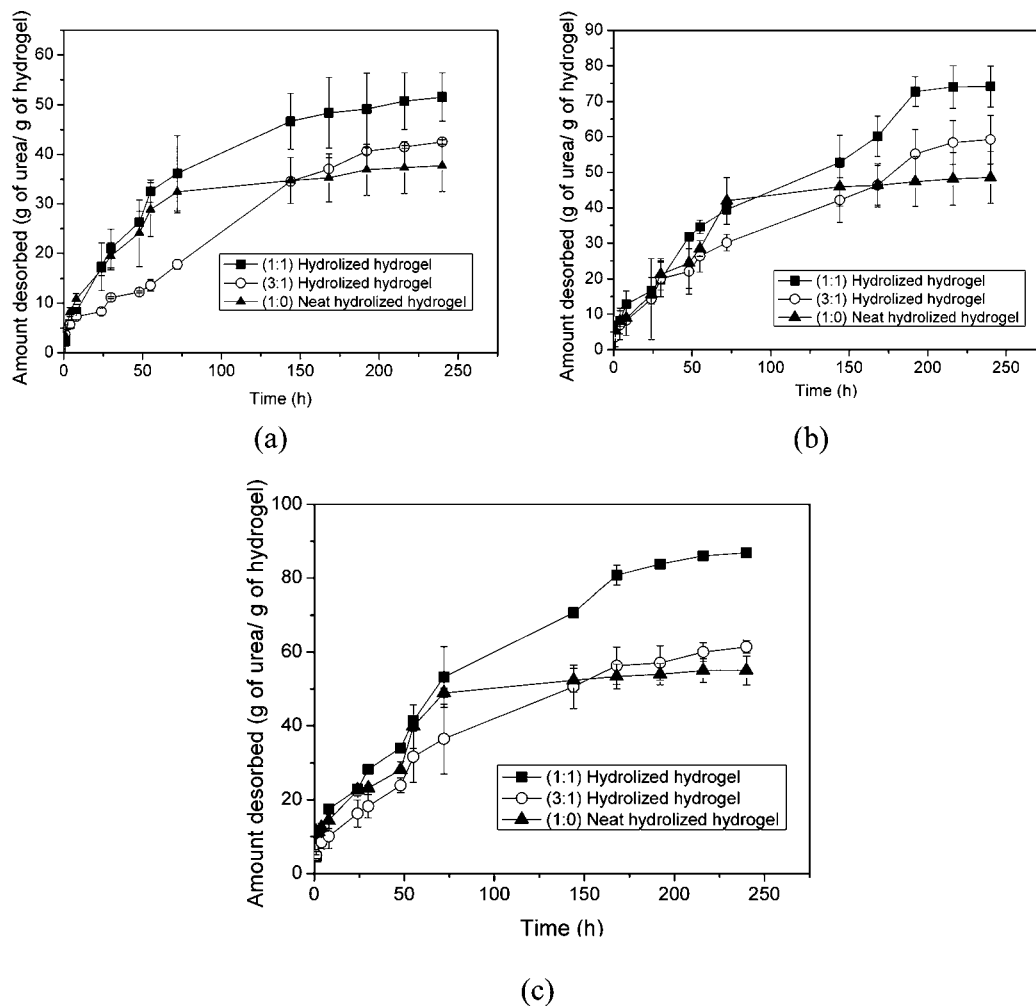 Amount desorbed (g of urea/ g of hydrogel)
60
50
40
30
20
10
0
(1:1) Hydrolized hydrogel
(3:1) Hydrolized hydrogel
(1:0) Neat hydrolized hydrogel
0 50 100 150 200 250
Time (h)
(a)
Amount desorbed (g of urea/ g of hydrogel)
90
80
70
60
50
40
30
20
10
0
(1:1) Hydrolized hydrogel
(3:1) Hydrolized hydrogel
(1:0) Neat hydrolized hydrogel
0 50 100 150 200 250
Time (h)
(b)
Amount desorbed (g of urea/ g of hydrogel)
100
80
60
40
20
0
(1:1) Hydrolized hydrogel
(3:1) Hydrolized hydrogel
(1:0) Neat hydrolized hydrogel
0 50 100 150 200 250
Time (h)
(c)